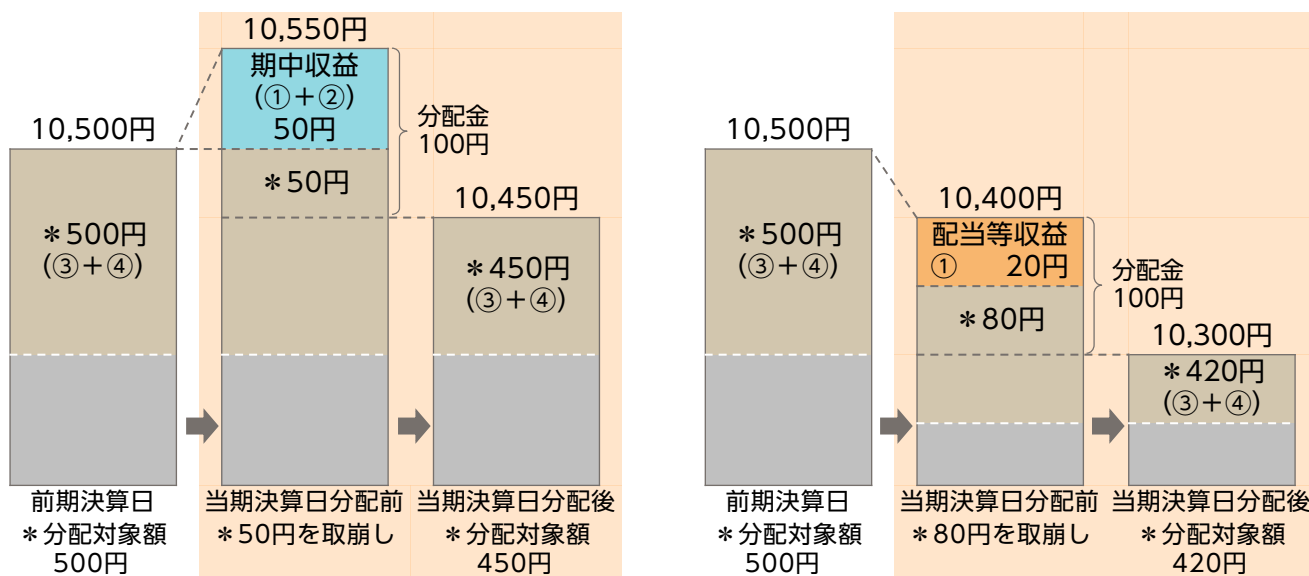 10,500円
*500円
(③+④)
前期決算日
*分配対象額
500円
10,550円
期中収益
(①+②)
50円
*50円
分配金
100円
当期決算日分配前
*50円を取崩し
10,450円
*450円
(③+④)
当期決算日分配後
*分配対象額
450円
10,500円
*500円
(③+④)
前期決算日
*分配対象額
500円
10,400円
配当等収益
① 20円
*80円
分配金
100円
当期決算日分配前
*80円を取崩し
10,300円
*420円
(③+④)
当期決算日分配後
*分配対象額
420円